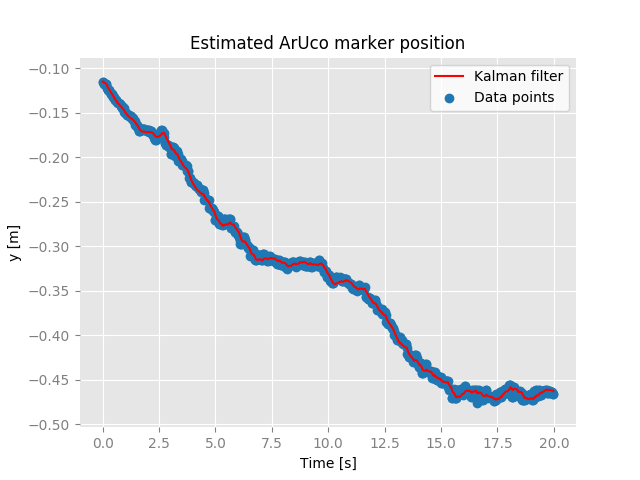 Estimated ArUco marker position
Kalman filter
Data points
−0.10
−0.15
−0.20
−0.25
−0.30
−0.35
−0.40
−0.45
−0.50
y [m]
0.0 2.5 5.0 7.5 10.0 12.5 15.0 17.5 20.0
Time [s]